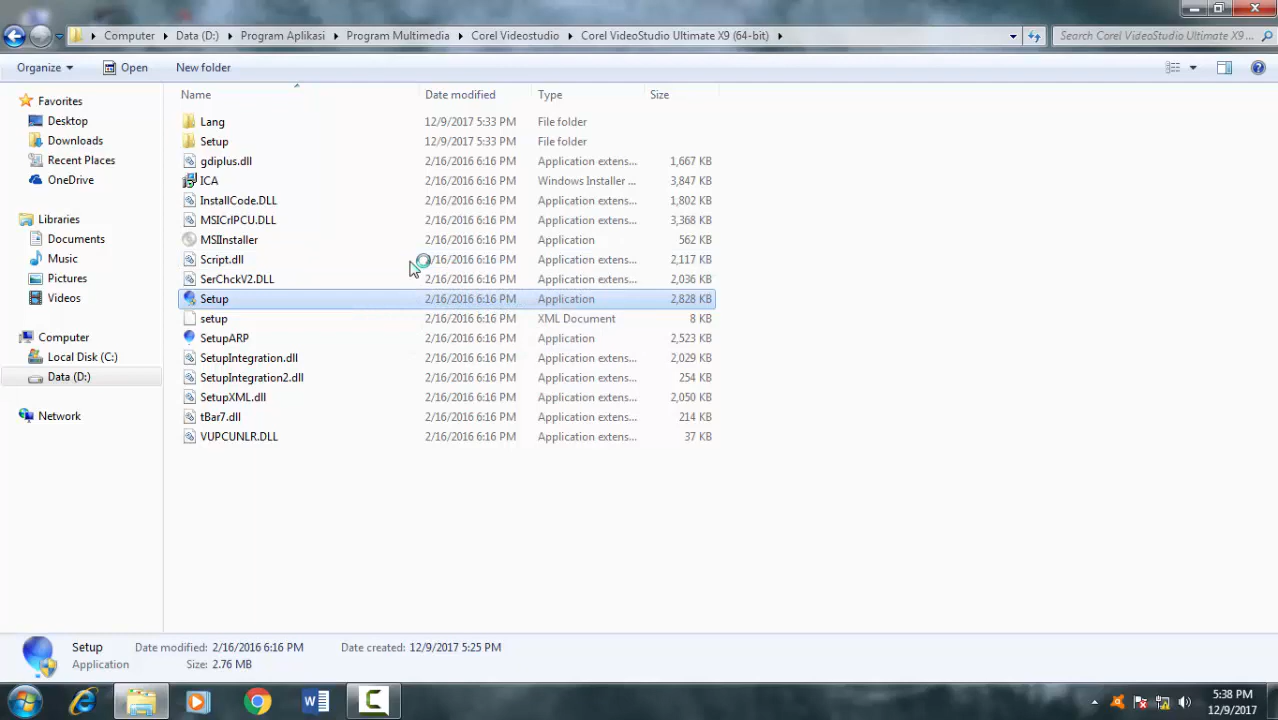 Computer Data (D:) Program Aplikasi Program Multimedia Corel Videostudio Corel VideoStudio Ultimate X9 (64-bit) Search Corel VideoStudio Ultimate X9 ...
Organize Open New folder
Name Date modified Type Size
Favorites
Desktop
Downloads
Recent Places
OneDrive
Libraries
Documents
Music
Pictures
Videos
Computer
Local Disk (C:)
Data (D:)
Network
Lang 12/9/2017 5:33 PM File folder
Setup 12/9/2017 5:33 PM File folder
gdiplus.dll 2/16/2016 6:16 PM Application extens... 1,667 KB
ICA 2/16/2016 6:16 PM Windows Installer ... 3,847 KB
InstallCode.DLL 2/16/2016 6:16 PM Application extens... 1,802 KB
MSICrlPCU.DLL 2/16/2016 6:16 PM Application extens... 3,368 KB
MSIInstaller 2/16/2016 6:16 PM Application 562 KB
Script.dll 2/16/2016 6:16 PM Application extens... 2,117 KB
SerChckV2.DLL 2/16/2016 6:16 PM Application extens... 2,036 KB
Setup 2/16/2016 6:16 PM Application 2,828 KB
setup 2/16/2016 6:16 PM XML Document 8 KB
SetupARP 2/16/2016 6:16 PM Application 2,523 KB
SetupIntegration.dll 2/16/2016 6:16 PM Application extens... 2,029 KB
SetupIntegration2.dll 2/16/2016 6:16 PM Application extens... 254 KB
SetupXML.dll 2/16/2016 6:16 PM Application extens... 2,050 KB
tBar7.dll 2/16/2016 6:16 PM Application extens... 214 KB
VUPCUNLR.DLL 2/16/2016 6:16 PM Application extens... 37 KB
Setup Date modified: 2/16/2016 6:16 PM Date created: 12/9/2017 5:25 PM
Application Size: 2.76 MB
5:38 PM
12/9/2017